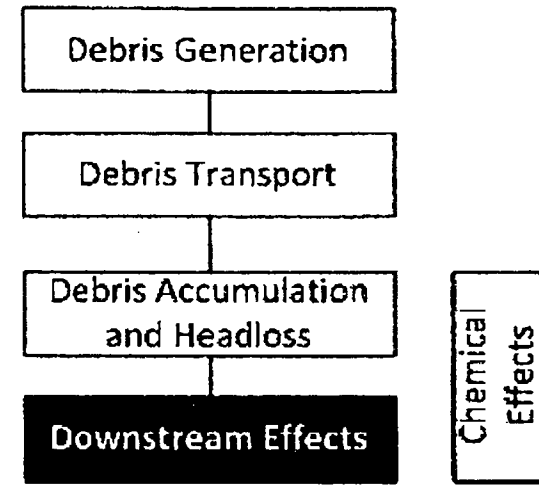 Debris Generation
Debris Transport
Debris Accumulation
and Headloss
Downstream Effects
Chemical
Effects